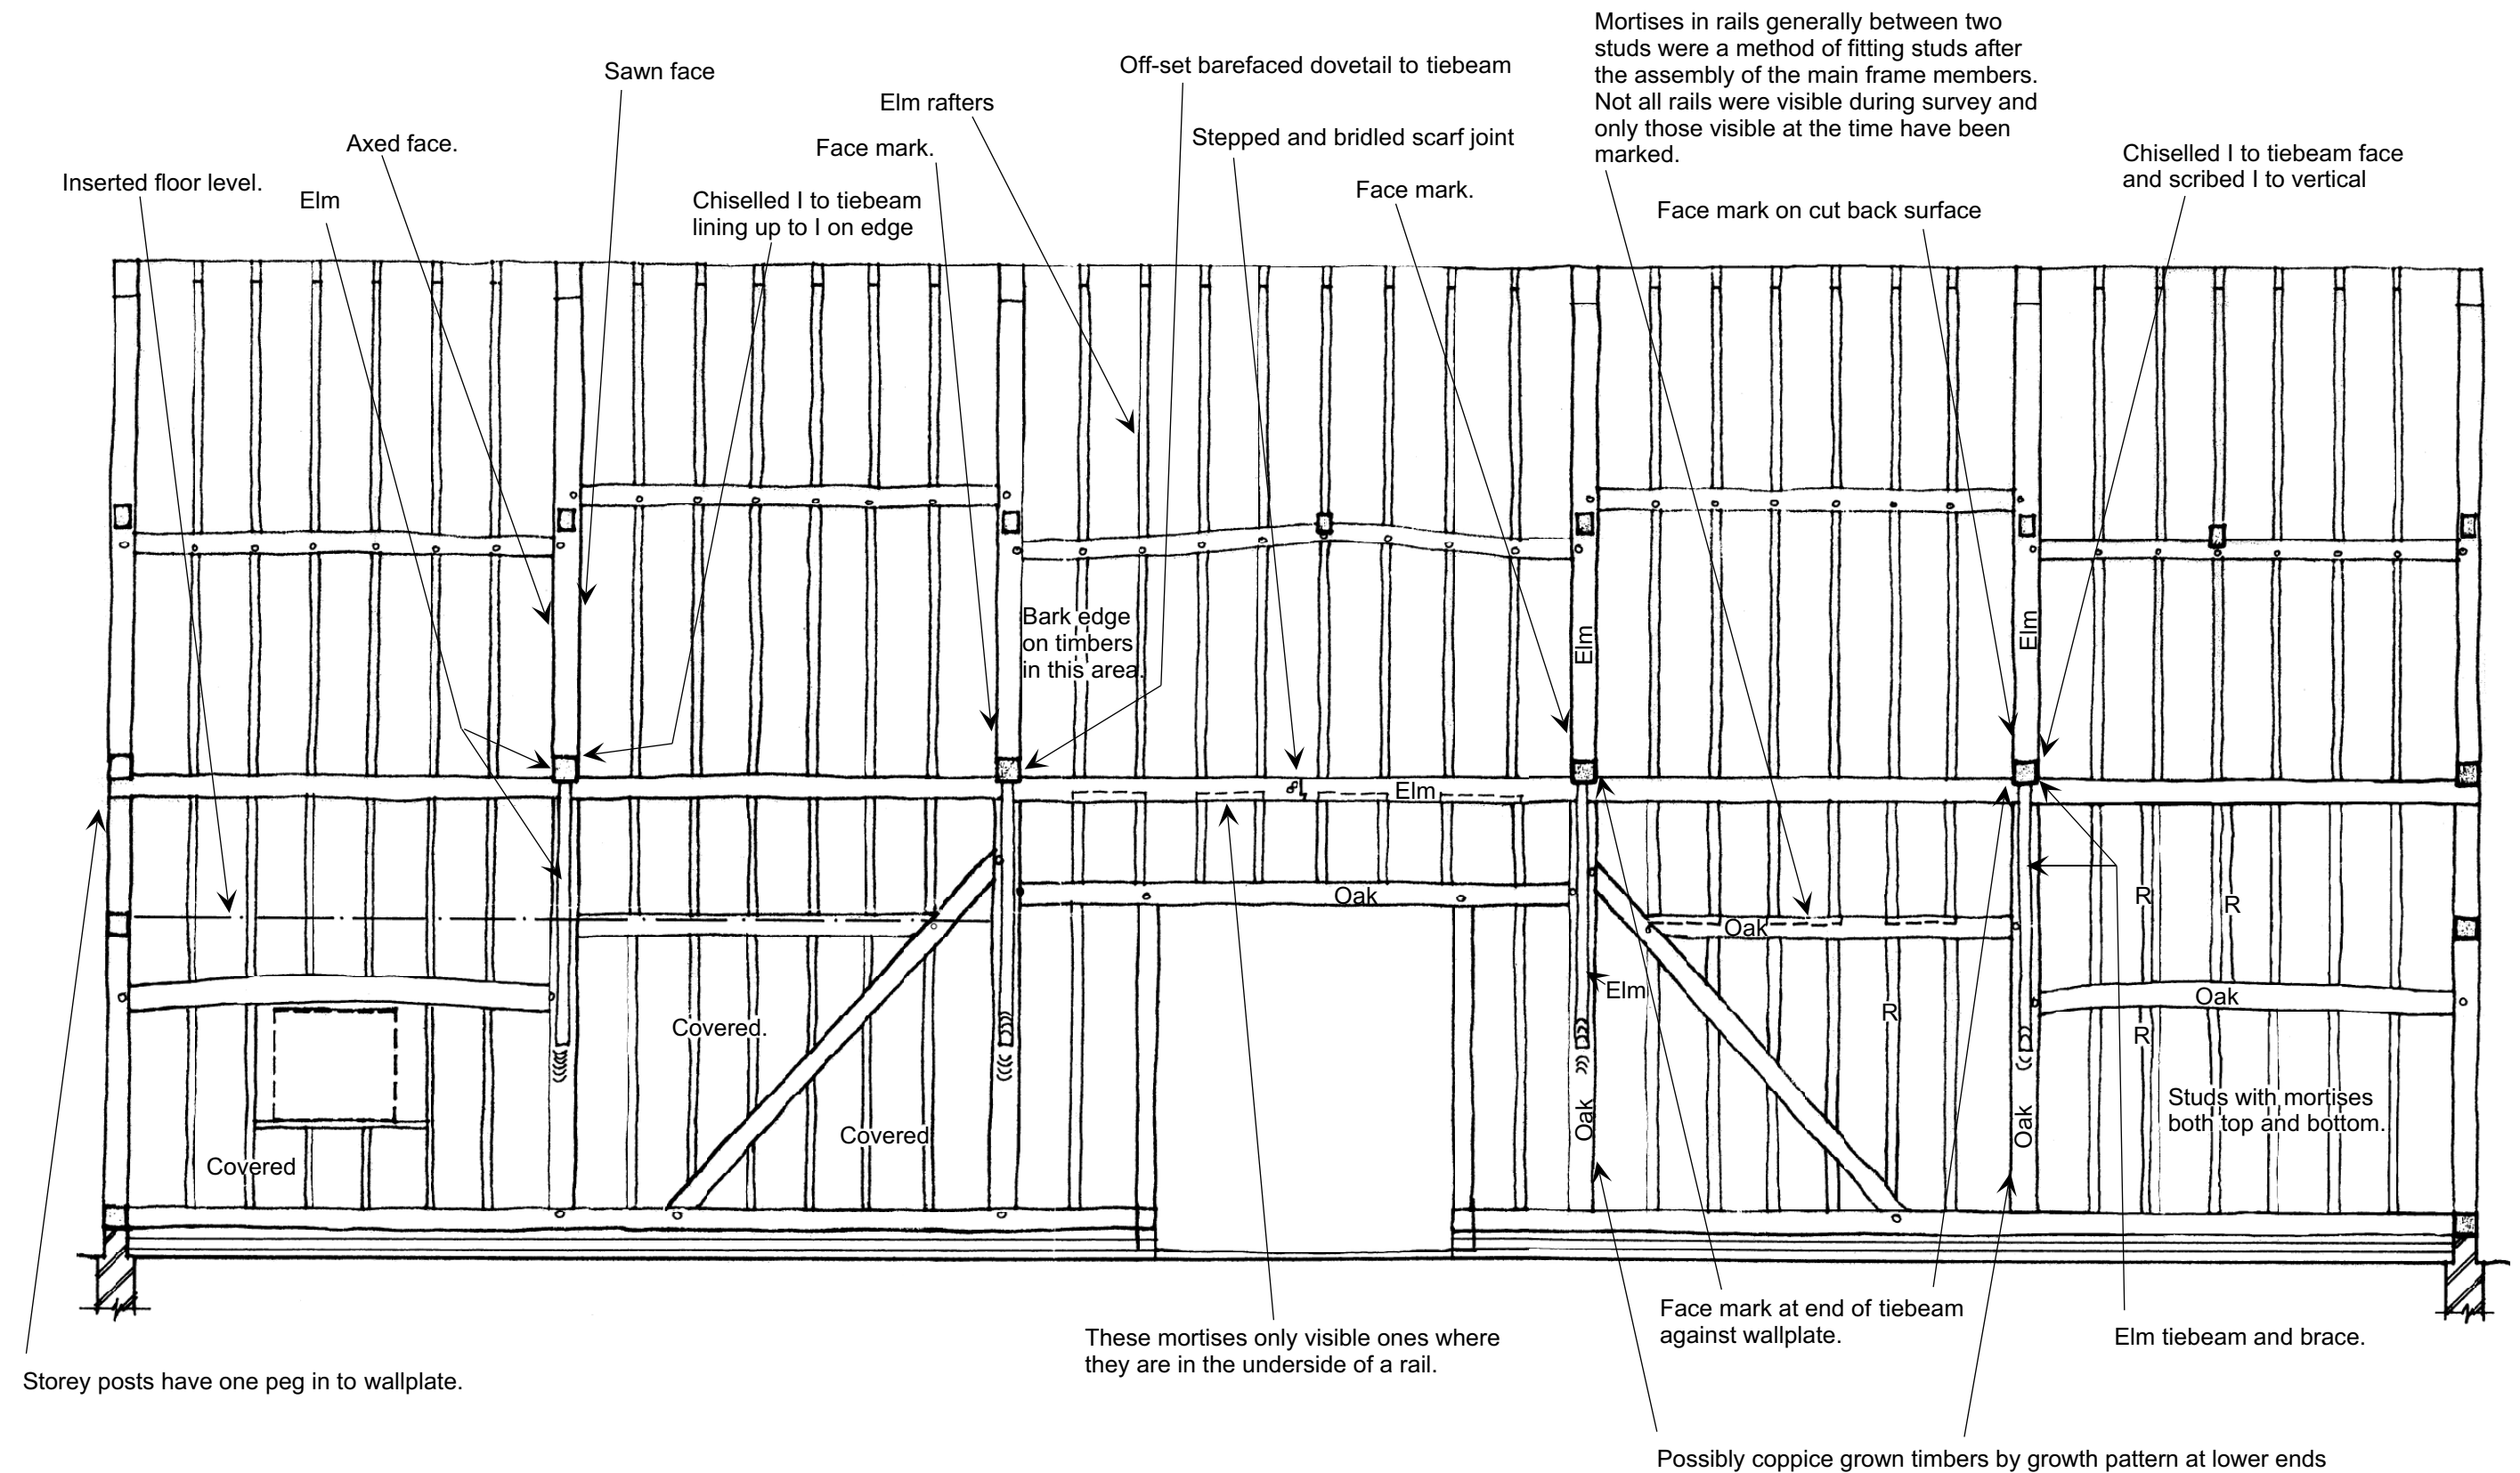 Mortises in rails generally between two
studs were a method of fitting studs after
the assembly of the main frame members.
Not all rails were visible during survey and
only those visible at the time have been
marked.
Off-set barefaced dovetail to tiebeam
Sawn face
Elm rafters
Stepped and bridled scarf joint
Axed face.
Face mark.
Chiselled I to tiebeam face
and scribed I to vertical
Inserted floor level.
Face mark.
Elm
Chiselled I to tiebeam
lining up to I on edge
Face mark on cut back surface
Bark edge
on timbers
in this area.
Elm
Elm
Elm
Oak
R
R
Oak
Elm
Oak
R
Covered.
R
Studs with mortises
both top and bottom.
Oak
Oak
Covered
Covered
Face mark at end of tiebeam
against wallplate.
These mortises only visible ones where
they are in the underside of a rail.
Elm tiebeam and brace.
Storey posts have one peg in to wallplate.
Possibly coppice grown timbers by growth pattern at lower ends